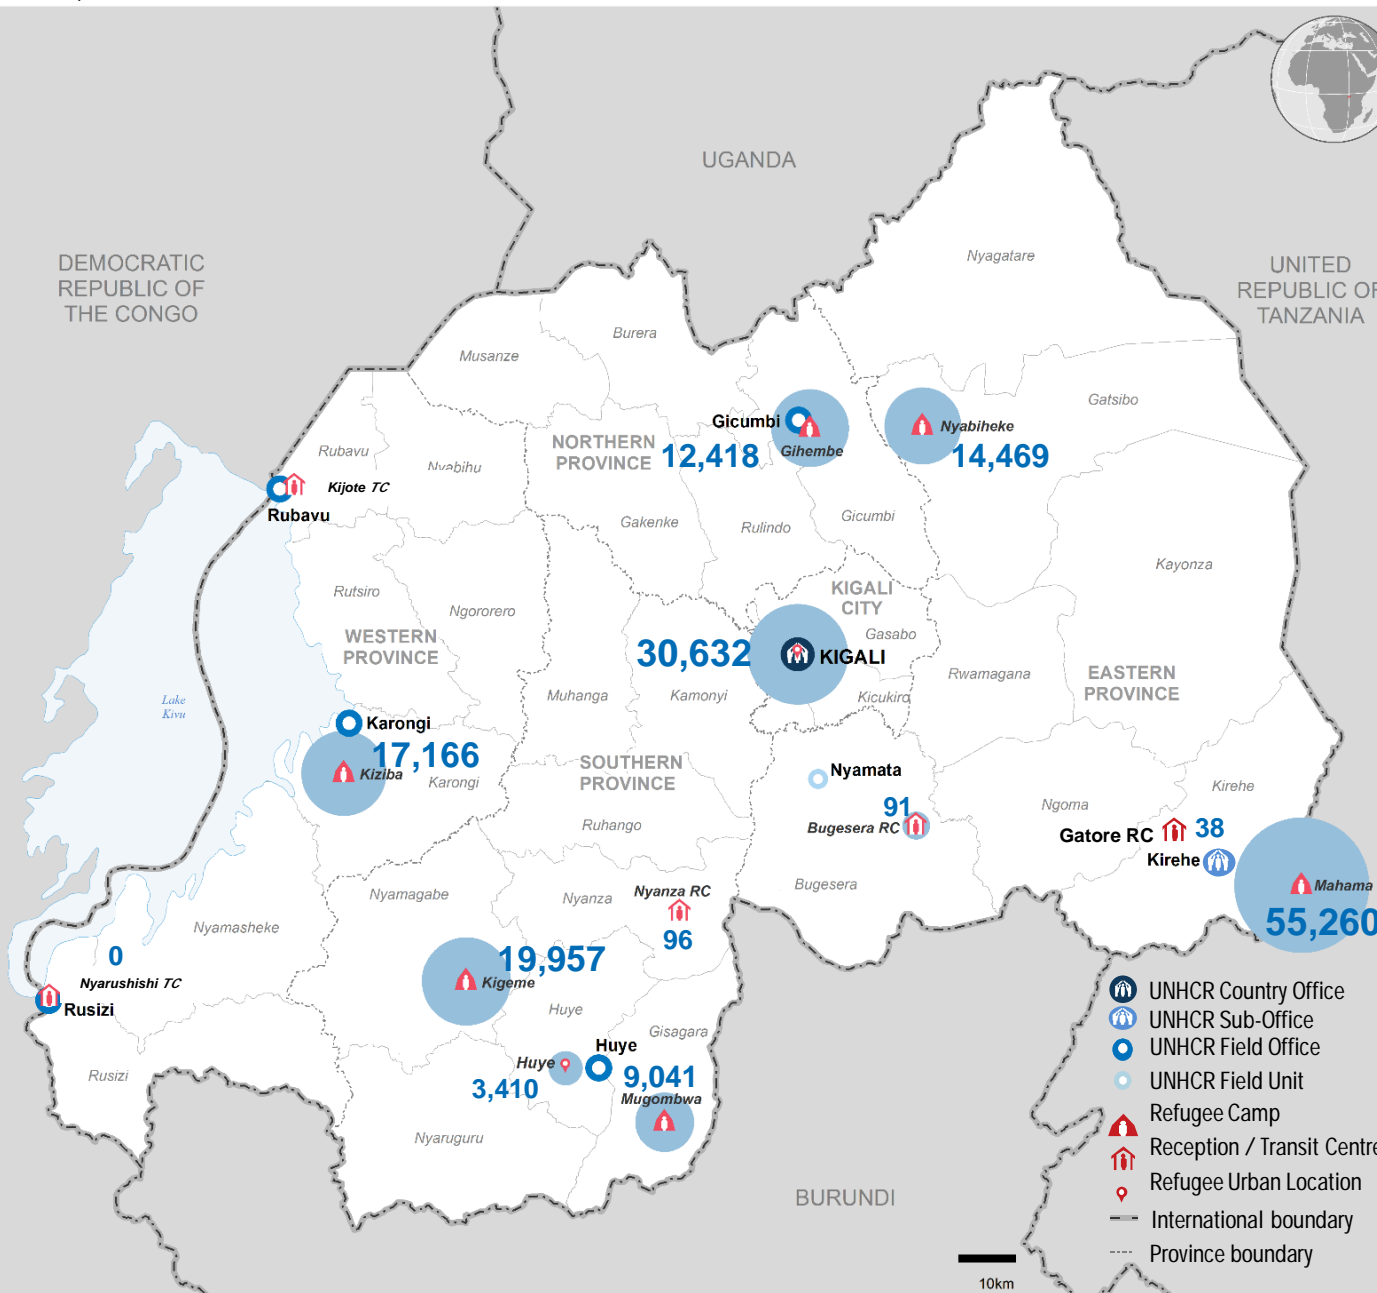 UGANDA
DEMOCRATIC
REPUBLIC OF
THE CONGO
UNITED
REPUBLIC OF
TANZANIA
Nyagatare
Burera
Musanze
Gatsibo
Gicumbi
Nyabiheke
NORTHERN
PROVINCE
12,418
Gihembe
14,469
Rubavu
Nyabihu
Kijote TC
Rubavu
Gakenke
Rulindo
Gicumbi
Kayonza
Rutsiro
Ngororero
KIGALI
CITY
Gasabo
WESTERN
PROVINCE
30,632
KIGALI
Rwamagana
EASTERN
PROVINCE
Muhanga
Kamonyi
Kicukiro
Lake
Kivu
Karongi
17,166
Kiziba
Karongi
SOUTHERN
PROVINCE
Nyamata
Ngoma
Kirehe
91
Bugesera RC
Ruhango
Gatore RC
38
Kirehe
Mahama
55,260
Nyamagabe
Nyanza
Nyanza RC
96
Bugesera
Nyamasheke
0
Nyarushishi TC
Rusizi
19,957
Kigeme
Huye
Gisagara
Huye
Huye
3,410
9,041
Mugombwa
Rusizi
Nyaruguru
BURUNDI
UNHCR Country Office
UNHCR Sub-Office
UNHCR Field Office
UNHCR Field Unit
Refugee Camp
Reception / Transit Centre
Refugee Urban Location
International boundary
Province boundary
10km